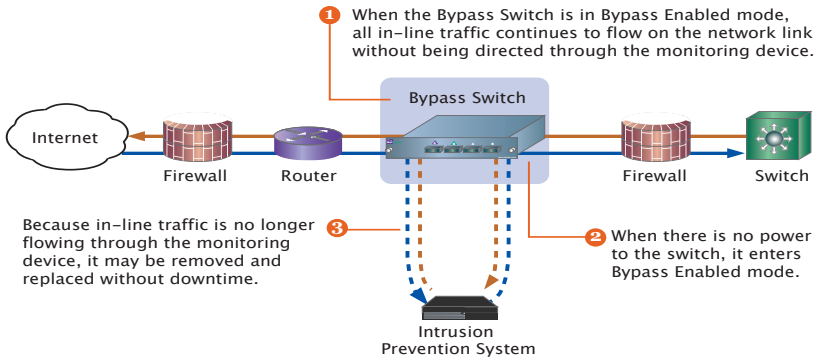 1 When the Bypass Switch is in Bypass Enabled mode,
all in-line traffic continues to flow on the network link
without being directed through the monitoring device.
Bypass Switch
Internet
Firewall
Router
Firewall
Switch
Because in-line traffic is no longer
flowing through the monitoring
device, it may be removed and
replaced without downtime.
3
2 When there is no power
to the switch, it enters
Bypass Enabled mode.
Intrusion
Prevention System